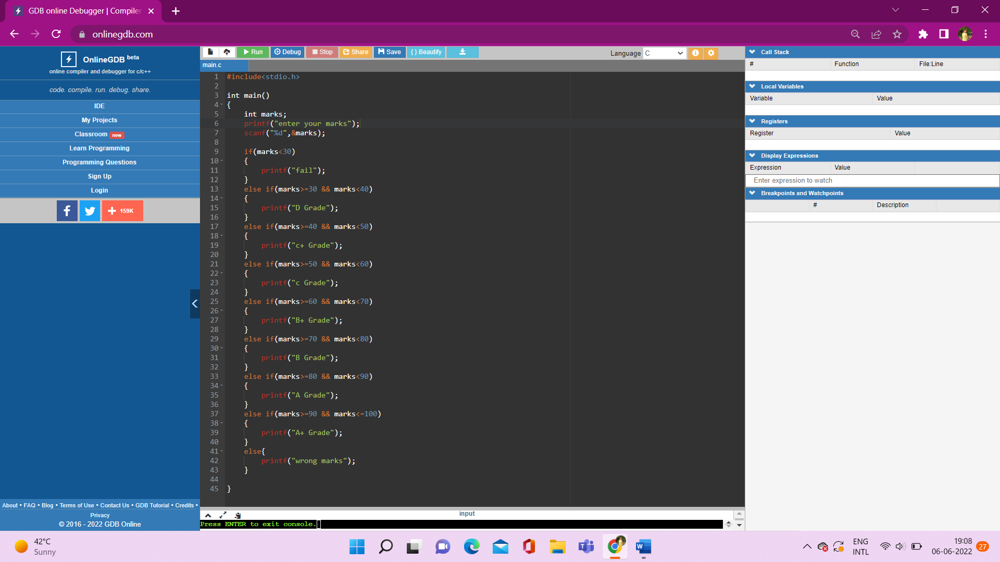 GDB online Debugger | Compiler
onlinegdb.com
OnlineGDB beta
online compiler and debugger for c/c++
code. compile. run. debug. share.
IDE
My Projects
Classroom new
Learn Programming
Programming Questions
Sign Up
Login
159K
About • FAQ • Blog • Terms of Use • Contact Us • GDB Tutorial • Credits •
Privacy
© 2016 - 2022 GDB Online
Run Debug Stop Share Save {} Beautify
Language C
main.c
1 #include<stdio.h>
2
3 int main()
4 {
5 int marks;
6 printf("enter your marks");
7 scanf("%d",&marks);
8
9 if(marks<30)
10 {
11 printf("fail");
12 }
13 else if(marks>=30 && marks<40)
14 {
15 printf("D Grade");
16 }
17 else if(marks>=40 && marks<50)
18 {
19 printf("c+ Grade");
20 }
21 else if(marks>=50 && marks<60)
22 {
23 printf("c Grade");
24 }
25 else if(marks>=60 && marks<70)
26 {
27 printf("B+ Grade");
28 }
29 else if(marks>=70 && marks<80)
30 {
31 printf("B Grade");
32 }
33 else if(marks>=80 && marks<90)
34 {
35 printf("A Grade");
36 }
37 else if(marks>=90 && marks<=100)
38 {
39 printf("A+ Grade");
40 }
41 else{
42 printf("wrong marks");
43 }
44
45 }
input
Press ENTER to exit console.
Call Stack
# Function File:Line
Local Variables
Variable Value
Registers
Register Value
Display Expressions
Expression Value
Enter expression to watch
Breakpoints and Watchpoints
# Description
42°C
Sunny
ENG
INTL
19:08
06-06-2022
27